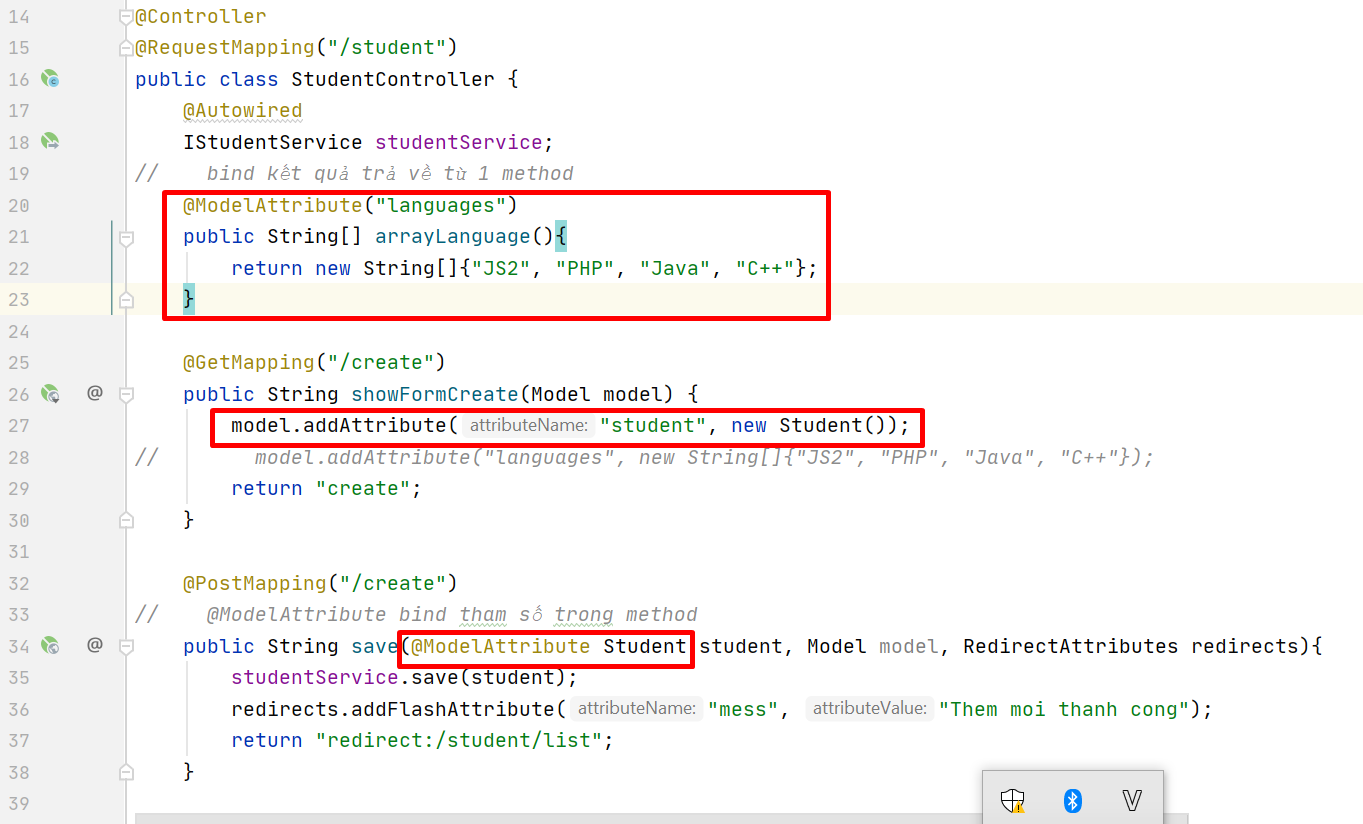 14 @Controller
15 @RequestMapping("/student")
16 public class StudentController {
17 @Autowired
18 IStudentService studentService;
19 // bind kết quả trả về từ 1 method
20 @ModelAttribute("languages")
21 public String[] arrayLanguage(){
22 return new String[]{"JS2", "PHP", "Java", "C++"};
23 }
24
25 @GetMapping("/create")
26 @ public String showFormCreate(Model model) {
27 model.addAttribute( attributeName: "student", new Student());
28 // model.addAttribute("languages", new String[]{"JS2", "PHP", "Java", "C++"});
29 return "create";
30 }
31
32 @PostMapping("/create")
33 // @ModelAttribute bind tham số trong method
34 @ public String save(@ModelAttribute Student student, Model model, RedirectAttributes redirects){
35 studentService.save(student);
36 redirects.addFlashAttribute( attributeName: "mess", attributeValue: "Them moi thanh cong");
37 return "redirect:/student/list";
38 }
39